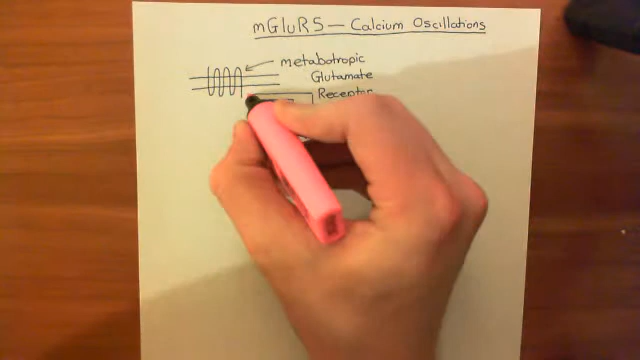 mGluR5 — Calcium Oscillations
metabotropic
Glutamate
Receptor